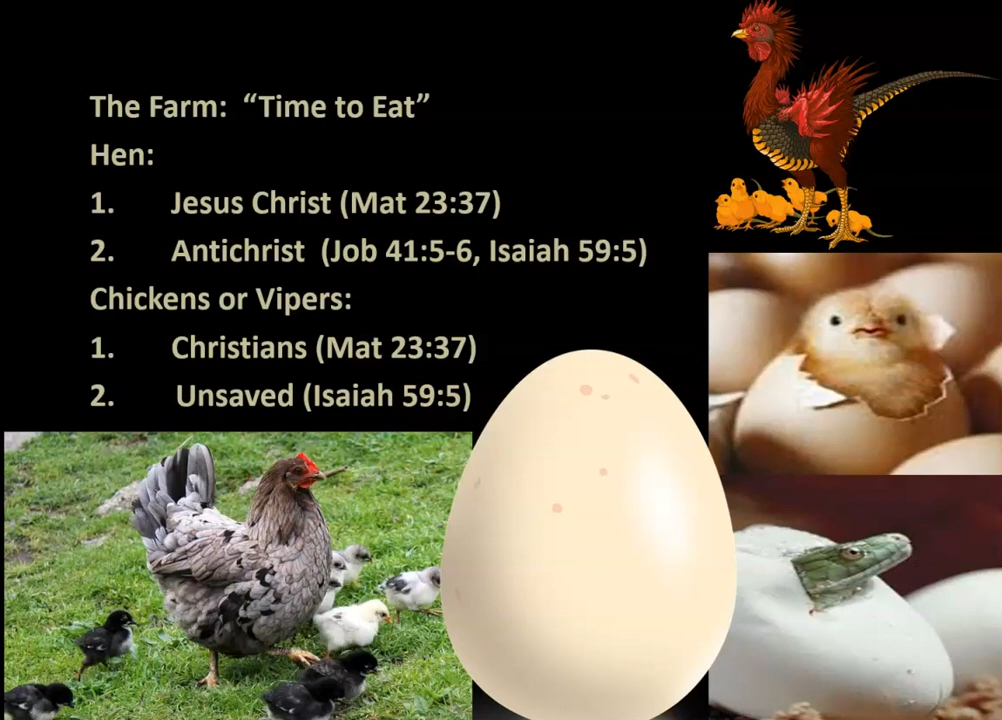 The Farm: “Time to Eat”
Hen:
1. Jesus Christ (Mat 23:37)
2. Antichrist (Job 41:5-6, Isaiah 59:5)
Chickens or Vipers:
1. Christians (Mat 23:37)
2. Unsaved (Isaiah 59:5)